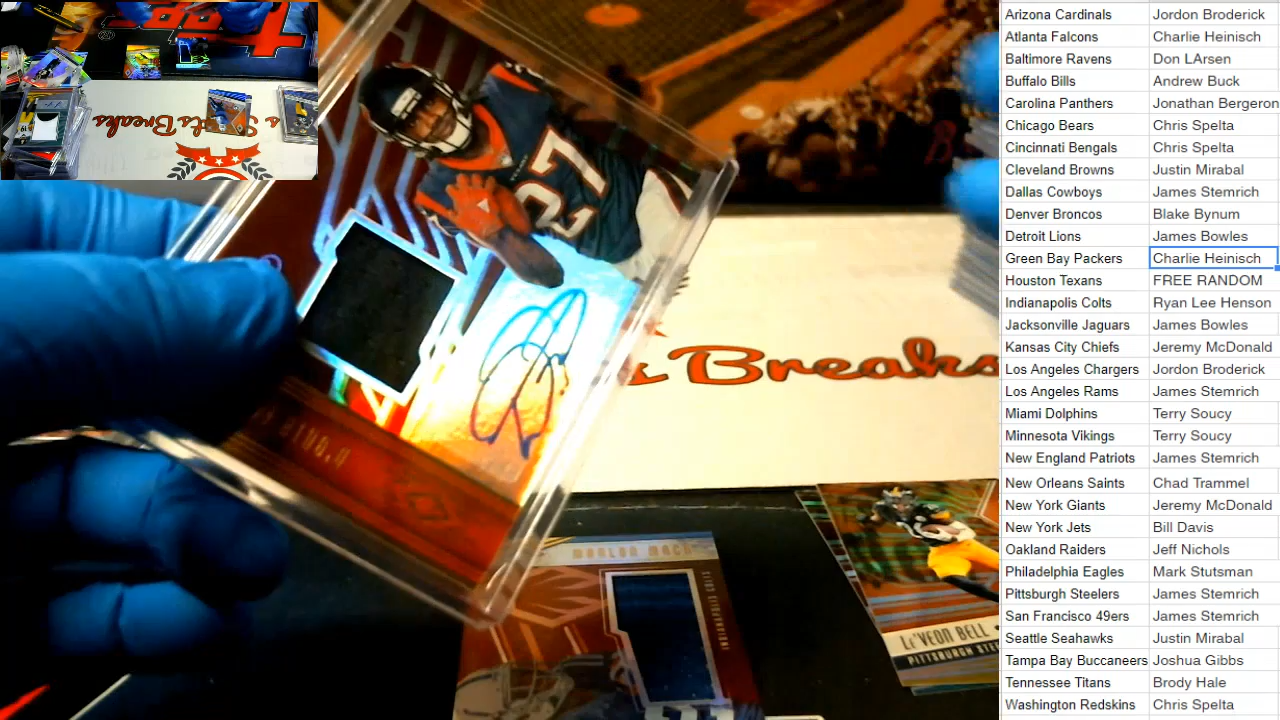 27
Breaks
MARLON MACK
INDIANAPOLIS COLTS
LE'VEON BELL
PITTSBURGH STE
s Breaks
Arizona Cardinals Jordon Broderick
Atlanta Falcons Charlie Heinisch
Baltimore Ravens Don LArsen
Buffalo Bills Andrew Buck
Carolina Panthers Jonathan Bergeron
Chicago Bears Chris Spelta
Cincinnati Bengals Chris Spelta
Cleveland Browns Justin Mirabal
Dallas Cowboys James Stemrich
Denver Broncos Blake Bynum
Detroit Lions James Bowles
Green Bay Packers Charlie Heinisch
Houston Texans FREE RANDOM
Indianapolis Colts Ryan Lee Henson
Jacksonville Jaguars James Bowles
Kansas City Chiefs Jeremy McDonald
Los Angeles Chargers Jordon Broderick
Los Angeles Rams James Stemrich
Miami Dolphins Terry Soucy
Minnesota Vikings Terry Soucy
New England Patriots James Stemrich
New Orleans Saints Chad Trammel
New York Giants Jeremy McDonald
New York Jets Bill Davis
Oakland Raiders Jeff Nichols
Philadelphia Eagles Mark Stutsman
Pittsburgh Steelers James Stemrich
San Francisco 49ers James Stemrich
Seattle Seahawks Justin Mirabal
Tampa Bay Buccaneers Joshua Gibbs
Tennessee Titans Brody Hale
Washington Redskins Chris Spelta